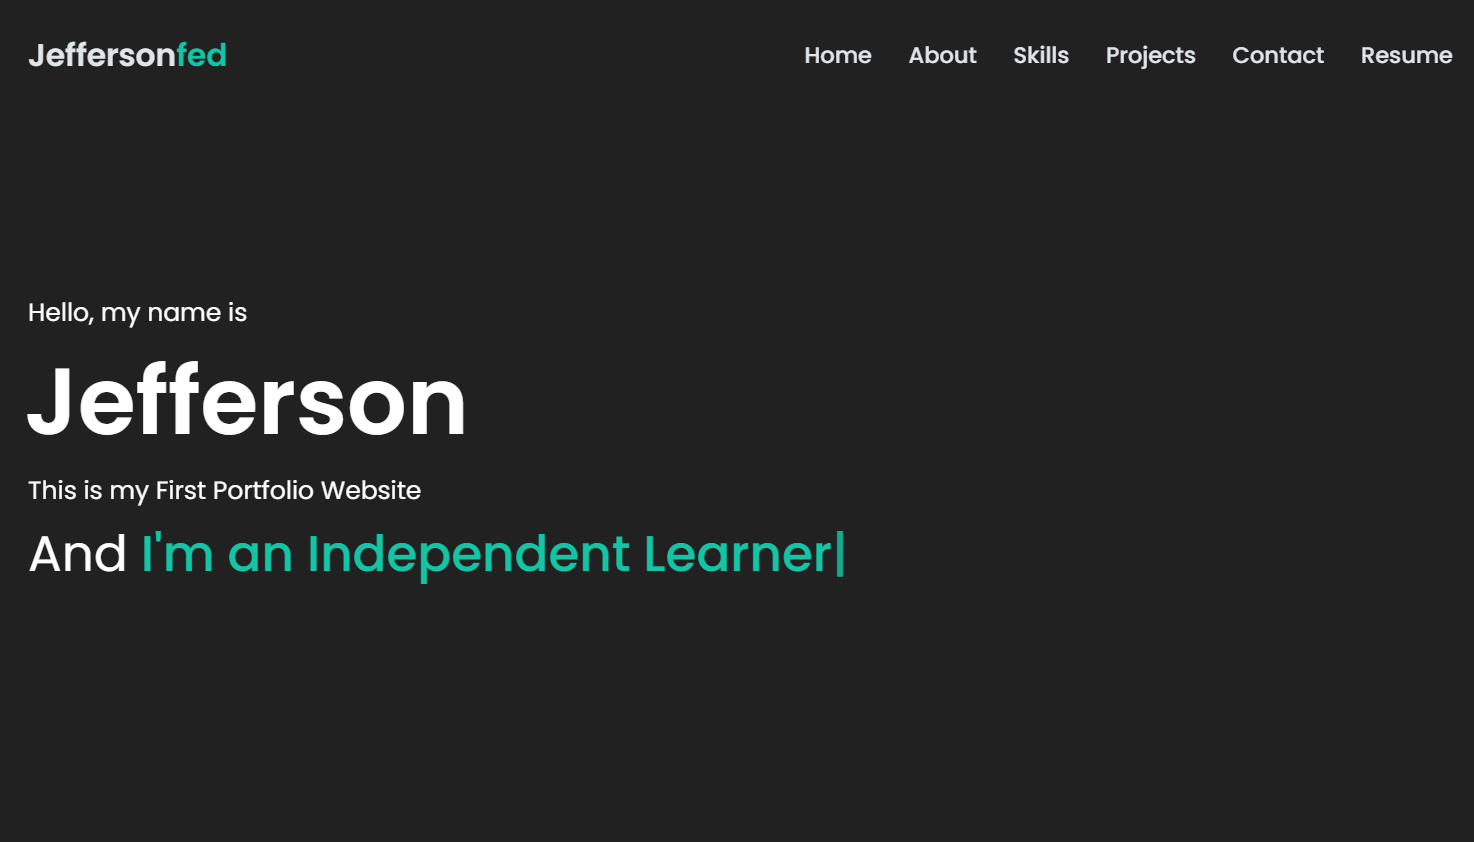 Jeffersonfed
Home About Skills Projects Contact Resume
Hello, my name is
Jefferson
This is my First Portfolio Website
And I'm an Independent Learner|